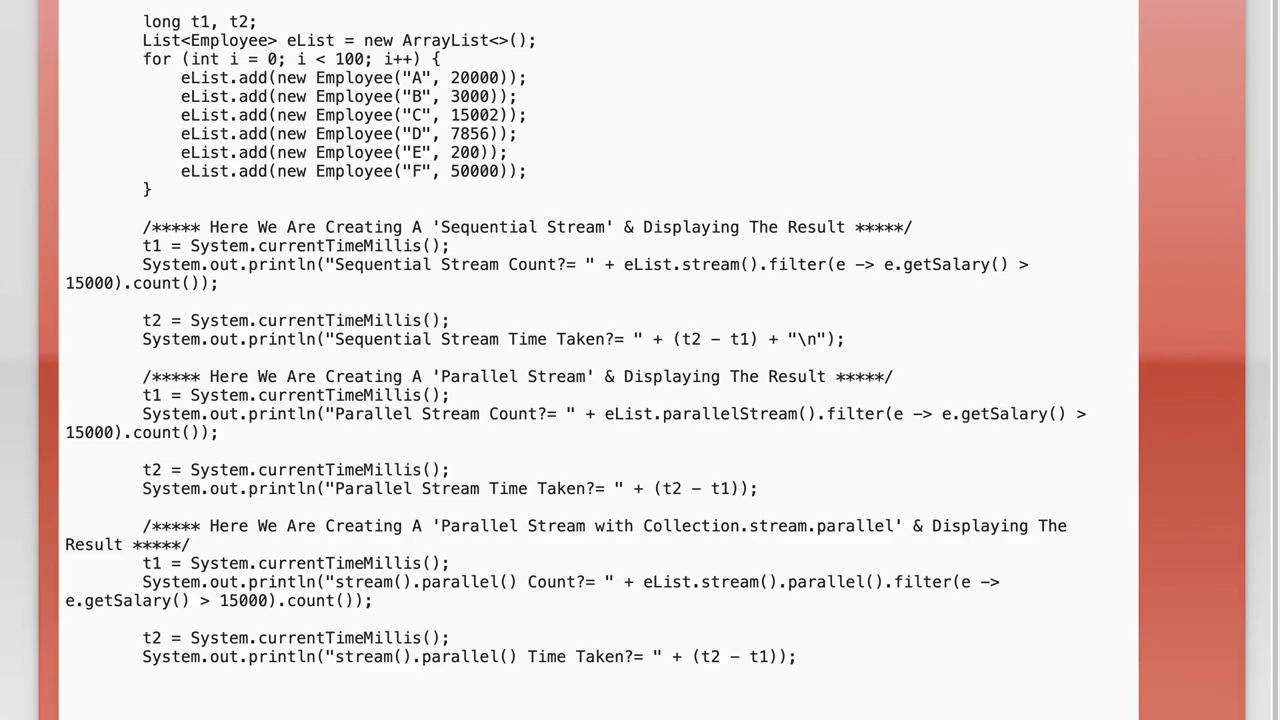 long t1, t2;
List<Employee> eList = new ArrayList<>();
for (int i = 0; i < 100; i++) {
eList.add(new Employee("A", 20000));
eList.add(new Employee("B", 3000));
eList.add(new Employee("C", 15002));
eList.add(new Employee("D", 7856));
eList.add(new Employee("E", 200));
eList.add(new Employee("F", 50000));
}
/***** Here We Are Creating A 'Sequential Stream' & Displaying The Result *****/
t1 = System.currentTimeMillis();
System.out.println("Sequential Stream Count?= " + eList.stream().filter(e -> e.getSalary() >
15000).count());
t2 = System.currentTimeMillis();
System.out.println("Sequential Stream Time Taken?= " + (t2 - t1) + "\n");
/***** Here We Are Creating A 'Parallel Stream' & Displaying The Result *****/
t1 = System.currentTimeMillis();
System.out.println("Parallel Stream Count?= " + eList.parallelStream().filter(e -> e.getSalary() >
15000).count());
t2 = System.currentTimeMillis();
System.out.println("Parallel Stream Time Taken?= " + (t2 - t1));
/***** Here We Are Creating A 'Parallel Stream with Collection.stream.parallel' & Displaying The
Result *****/
t1 = System.currentTimeMillis();
System.out.println("stream().parallel() Count?= " + eList.stream().parallel().filter(e ->
e.getSalary() > 15000).count());
t2 = System.currentTimeMillis();
System.out.println("stream().parallel() Time Taken?= " + (t2 - t1));